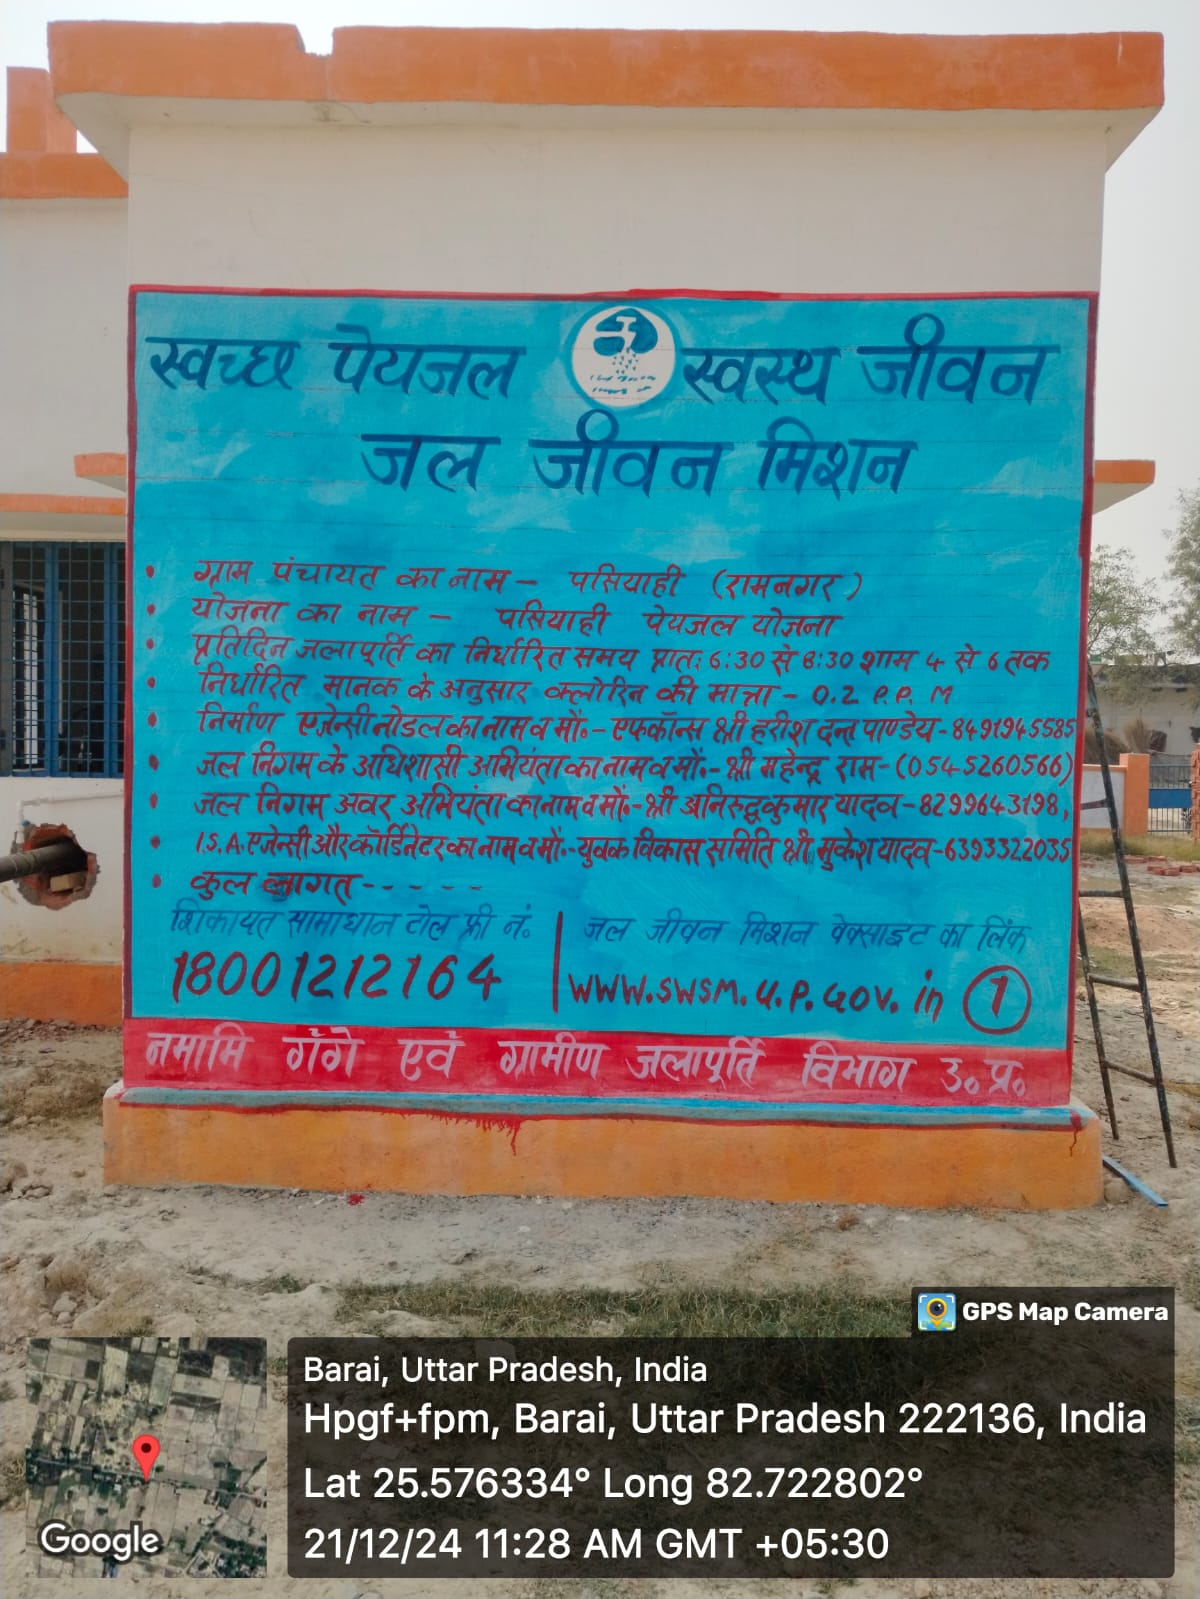 स्वच्छ पेयजल स्वस्थ जीवन
जल जीवन मिशन
• ग्राम पंचायत का नाम - पसियाही (रामनगर)
• योजना का नाम - पसियाही पेयजल योजना
• प्रतिदिन जलापूर्ति का निर्धारित समय प्रात: 6:30 से 8:30 शाम 4 से 6 तक
• निर्धारित मानक के अनुसार क्लोरिन की मात्रा - 0.2 P.P.M
• निर्माण एजेन्सी नोडल का नाम व मों॰- एफकॉन्स श्री हरीश दत्त पाण्डेय - 8491945585
• जल निगम के अधिशासी अभियंता का नाम व मों.- श्री महेन्द्र राम- (0545260566)
• जल निगम अवर अभियंता का नाम व मों.- श्री अनिरुद्ध कुमार यादव - 8299643198,
• I.S.A. एजेन्सी और कॉर्डिनेटर का नाम व मों.- युवक विकास समिति श्री मुकेश यादव - 6393322035
• कुल लागत - - - - -
शिकायत सामाधान टोल फ्री नं॰ | जल जीवन मिशन वेक्साइट का लिंक
18001212164 | WWW.SWSM.U.P.GOV.in 1
नमामि गँगे एवँ ग्रामीण जलापूर्ति विभाग उ॰ प्र॰
GPS Map Camera
Barai, Uttar Pradesh, India
Hpgf+fpm, Barai, Uttar Pradesh 222136, India
Lat 25.576334° Long 82.722802°
21/12/24 11:28 AM GMT +05:30
Google